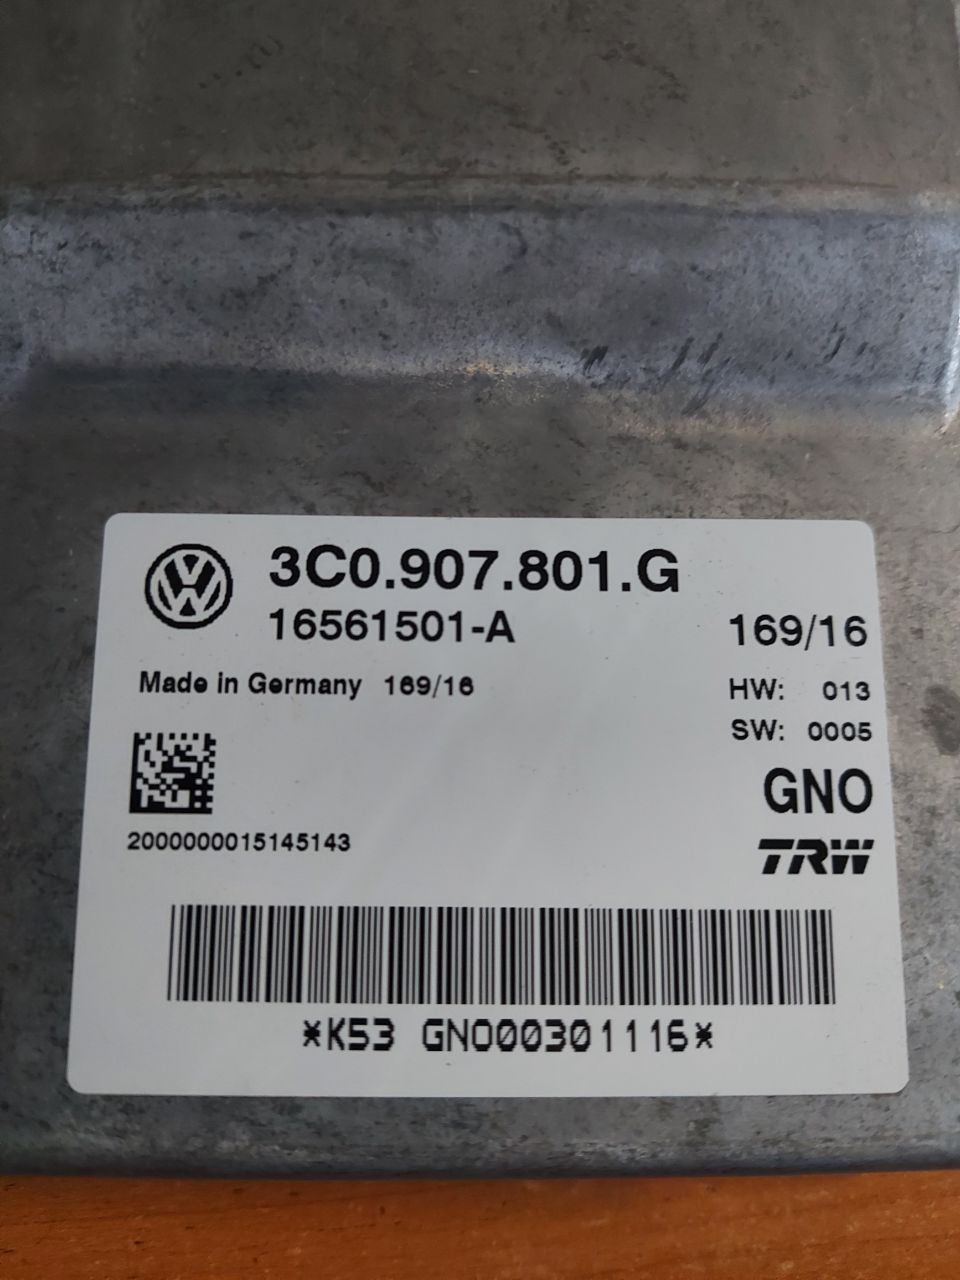 3C0.907.801.G
16561501-A
169/16
Made in Germany 169/16
HW: 013
SW: 0005
GNO
2000000015145143
TRW
*K53 GNO00301116*